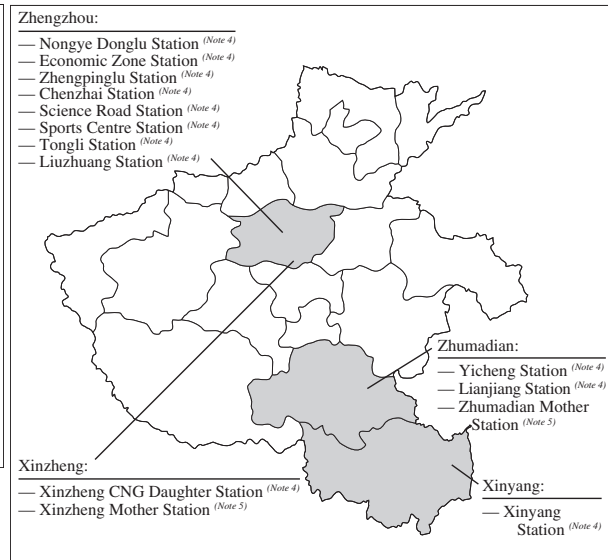 Zhengzhou:
— Nongye Donglu Station (Note 4)
— Economic Zone Station (Note 4)
— Zhengpinglu Station (Note 4)
— Chenzhai Station (Note 4)
— Science Road Station (Note 4)
— Sports Centre Station (Note 4)
— Tongli Station (Note 4)
— Liuzhuang Station (Note 4)
Zhumadian:
— Yicheng Station (Note 4)
— Lianjiang Station (Note 4)
— Zhumadian Mother
Station (Note 5)
Xinzheng:
— Xinzheng CNG Daughter Station (Note 4)
— Xinzheng Mother Station (Note 5)
Xinyang:
— Xinyang
Station (Note 4)